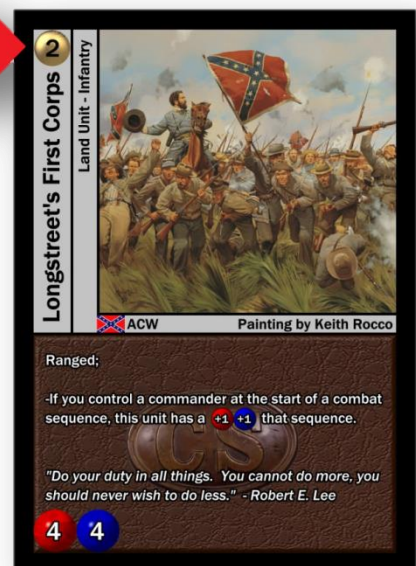 2
Longstreet's First Corps
Land Unit - Infantry
ACW
Painting by Keith Rocco
Ranged;
-If you control a commander at the start of a combat
sequence, this unit has a +1 +1 that sequence.
CS
"Do your duty in all things. You cannot do more, you
should never wish to do less." - Robert E. Lee
4 4